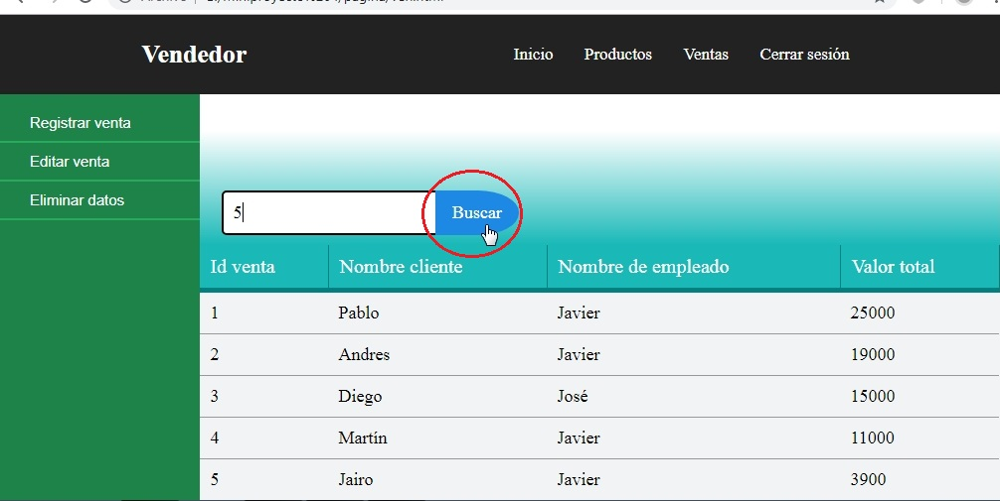 Vendedor
Inicio Productos Ventas Cerrar sesión
Registrar venta
Editar venta
Eliminar datos
5 Buscar
Id venta Nombre cliente Nombre de empleado Valor total
1 Pablo Javier 25000
2 Andres Javier 19000
3 Diego José 15000
4 Martín Javier 11000
5 Jairo Javier 3900